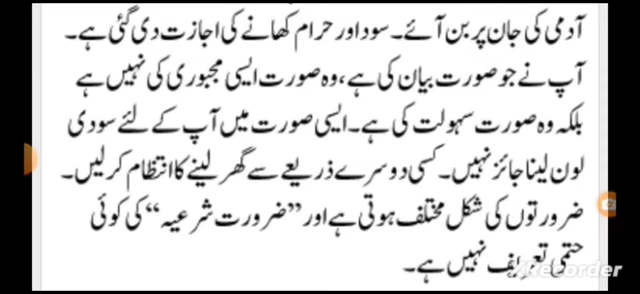 آدمی کی جان پر بن آئے۔ سود اور حرام کھانے کی اجازت دی گئی ہے۔
آپ نے جو صورت بیان کی ہے، وہ صورت ایسی مجبوری کی نہیں ہے
بلکہ وہ صورت سہولت کی ہے۔ ایسی صورت میں آپ کے لئے سودی
لون لینا جائز نہیں۔ کسی دوسرے ذریعے سے گھر لینے کا انتظام کرلیں۔
ضرورتوں کی شکل مختلف ہوتی ہے اور ”ضرورت شرعیہ“ کی کوئی
حتمی تعریف نہیں ہے۔
Recorder